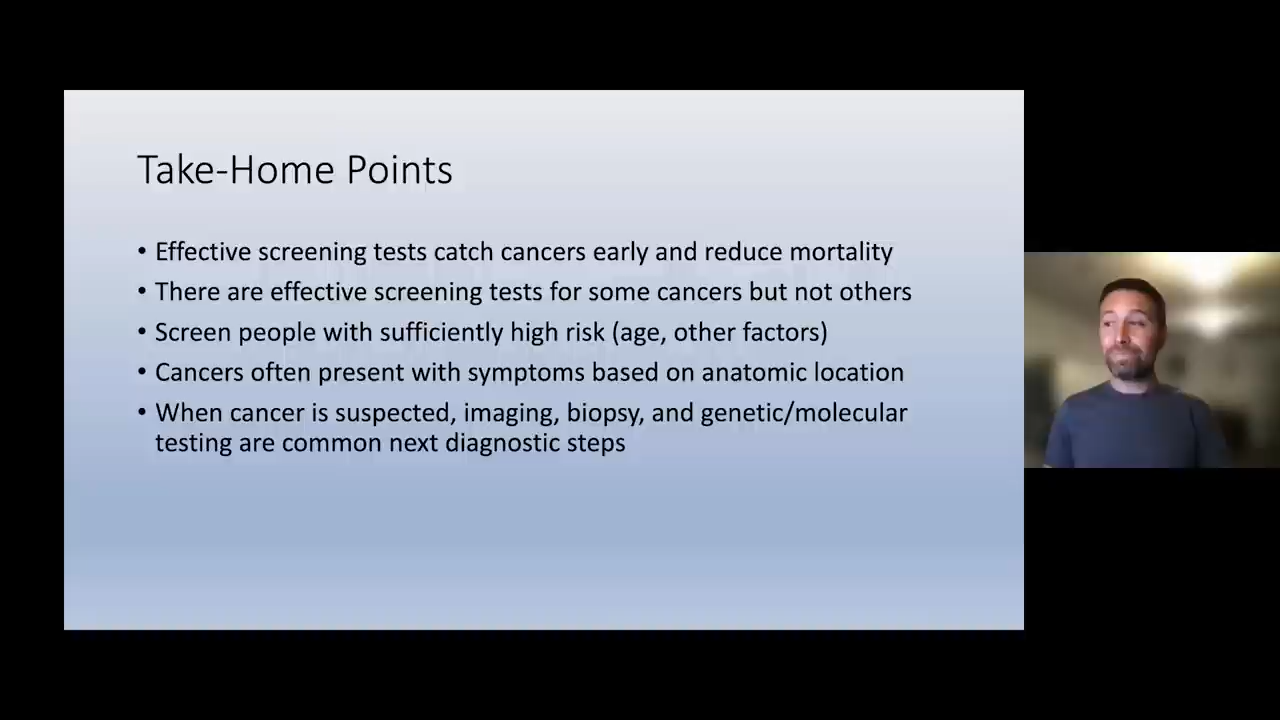 Take-Home Points
• Effective screening tests catch cancers early and reduce mortality
• There are effective screening tests for some cancers but not others
• Screen people with sufficiently high risk (age, other factors)
• Cancers often present with symptoms based on anatomic location
• When cancer is suspected, imaging, biopsy, and genetic/molecular
testing are common next diagnostic steps